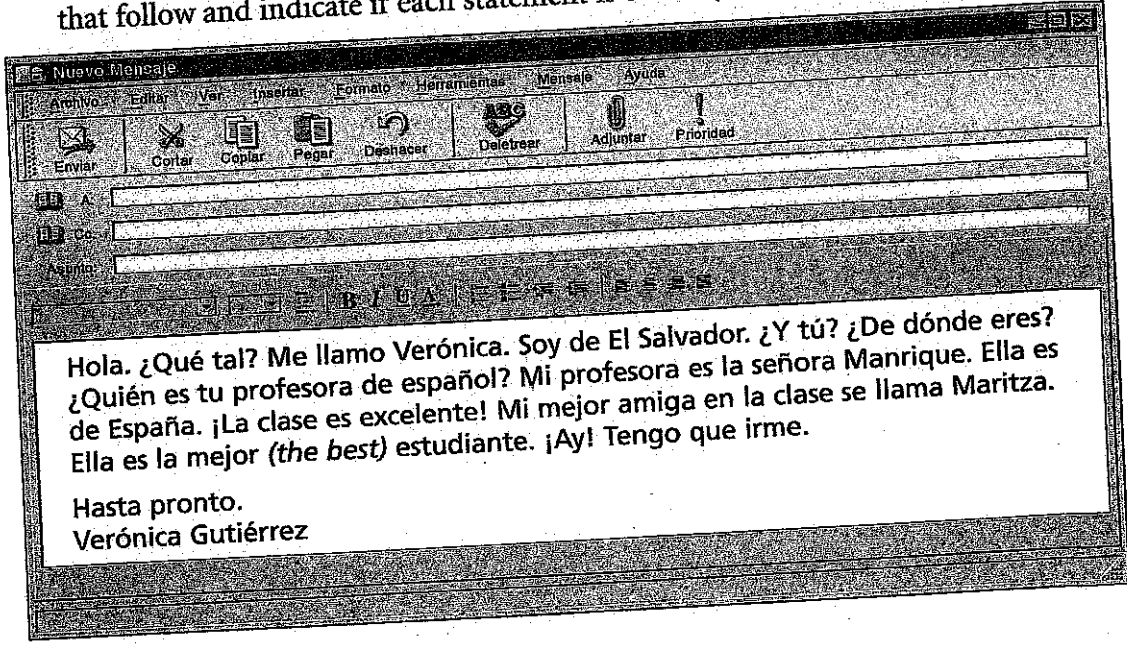 that follow and indicate if each statement is
Nuevo Mensaje
Archivo Editar Ver Insertar Formato Herramientas Mensaje Ayuda
Enviar Cortar Copiar Pegar Deshacer Deletrear Adjuntar Prioridad
ABC
A:
Cc:
Asunto:
B I U A
Hola. ¿Qué tal? Me llamo Verónica. Soy de El Salvador. ¿Y tú? ¿De dónde eres?
¿Quién es tu profesora de español? Mi profesora es la señora Manrique. Ella es
de España. ¡La clase es excelente! Mi mejor amiga en la clase se llama Maritza.
Ella es la mejor (the best) estudiante. ¡Ay! Tengo que irme.
Hasta pronto.
Verónica Gutiérrez